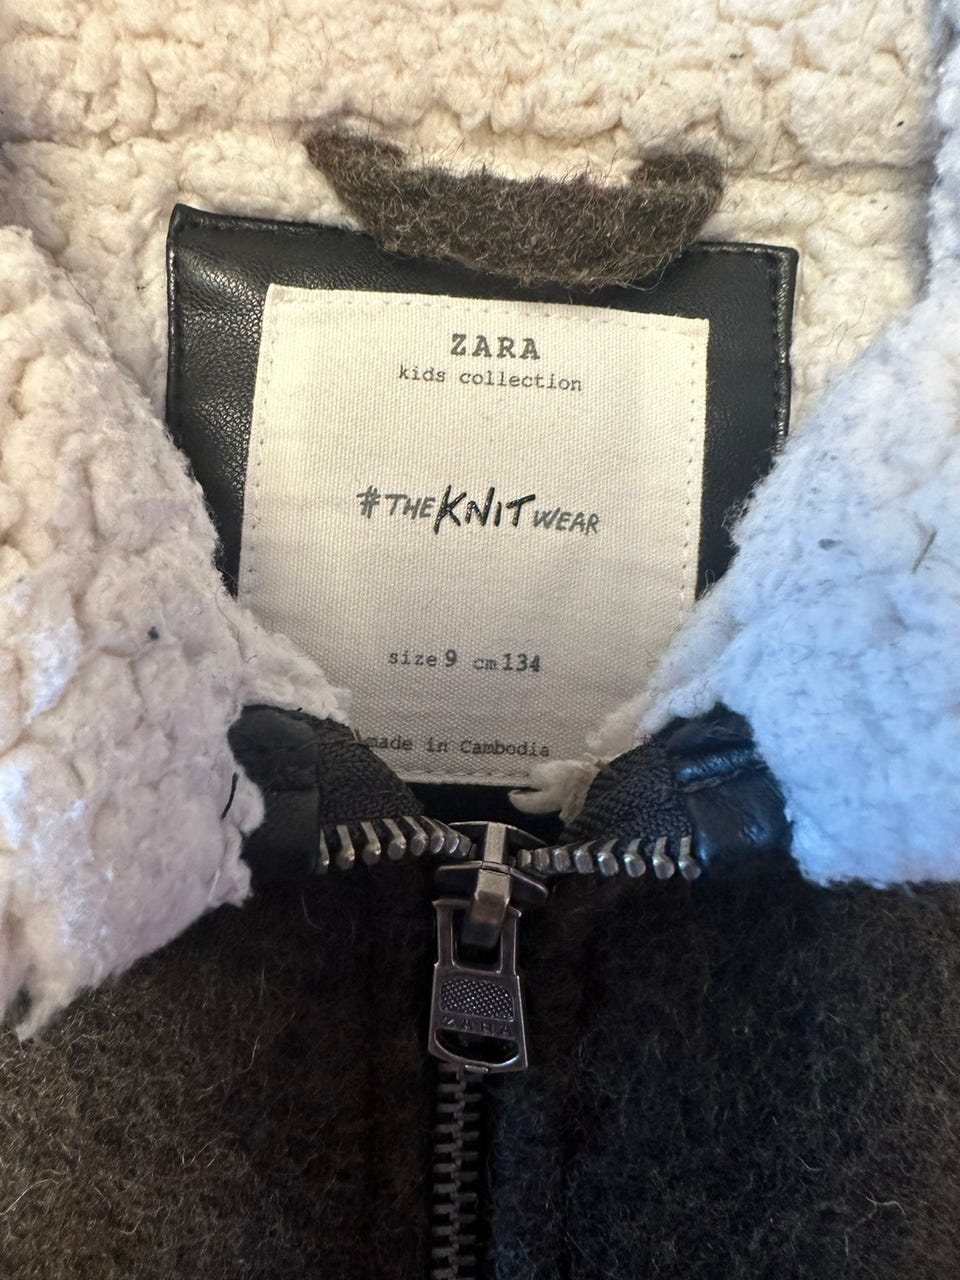 ZARA
kids collection
#THEKNITWEAR
size 9 cm 134
made in Cambodia
ZARA